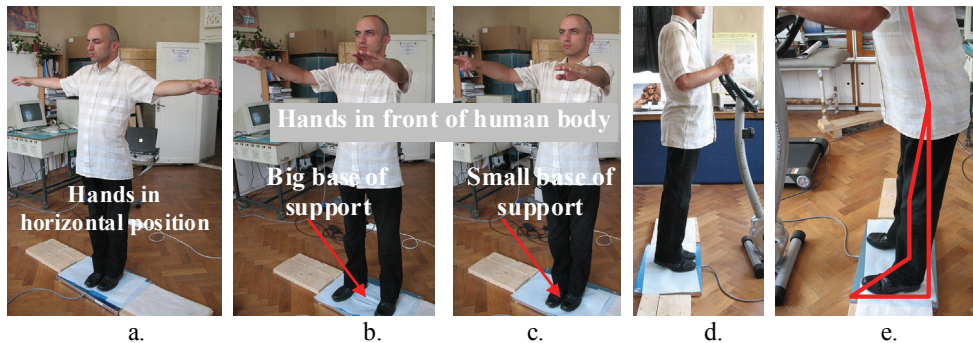 Hands in
horizontal position
Hands in front of human body
Big base of
support
Small base of
support
a.
b.
c.
d.
e.